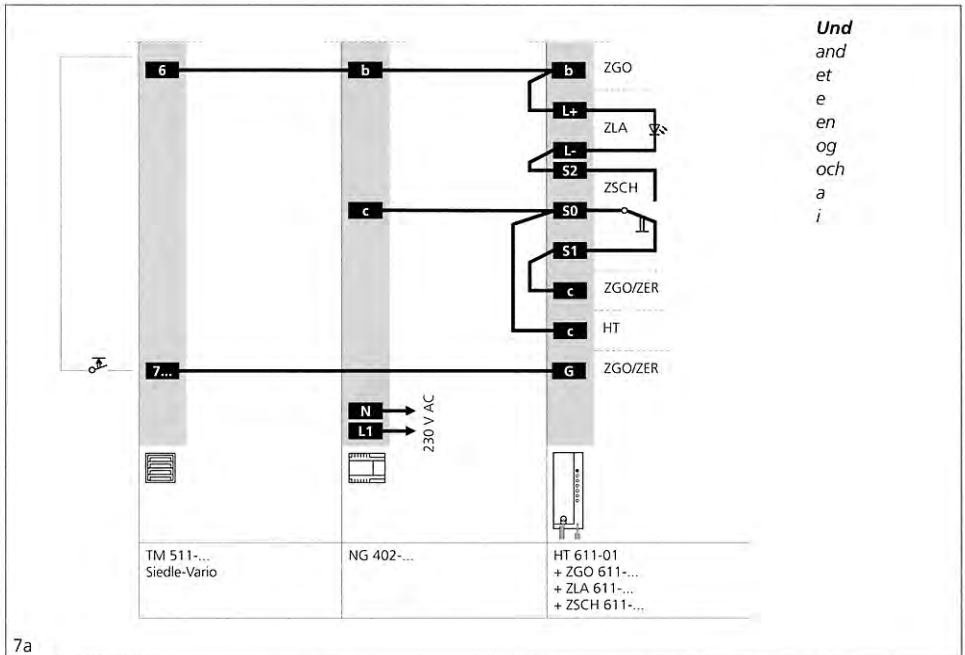 Und
and
et
e
en
og
och
a
i
6
b
b
ZGO
L+
ZLA
L-
S2
ZSCH
c
S0
S1
c
ZGO/ZER
c
HT
7...
G
ZGO/ZER
N
L1
230 V AC
TM 511-...
Siedle-Vario
NG 402-...
HT 611-01
+ ZGO 611-...
+ ZLA 611-...
+ ZSCH 611-...
7a